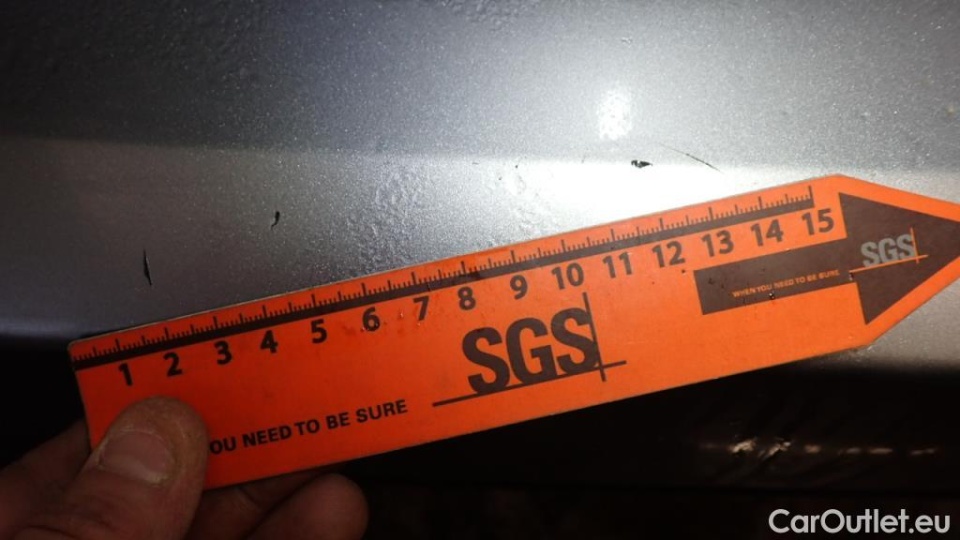 1 2 3 4 5 6 7 8 9 10 11 12 13 14 15
SGS
WHEN YOU NEED TO BE SURE
SGS
OU NEED TO BE SURE
CarOutlet.eu